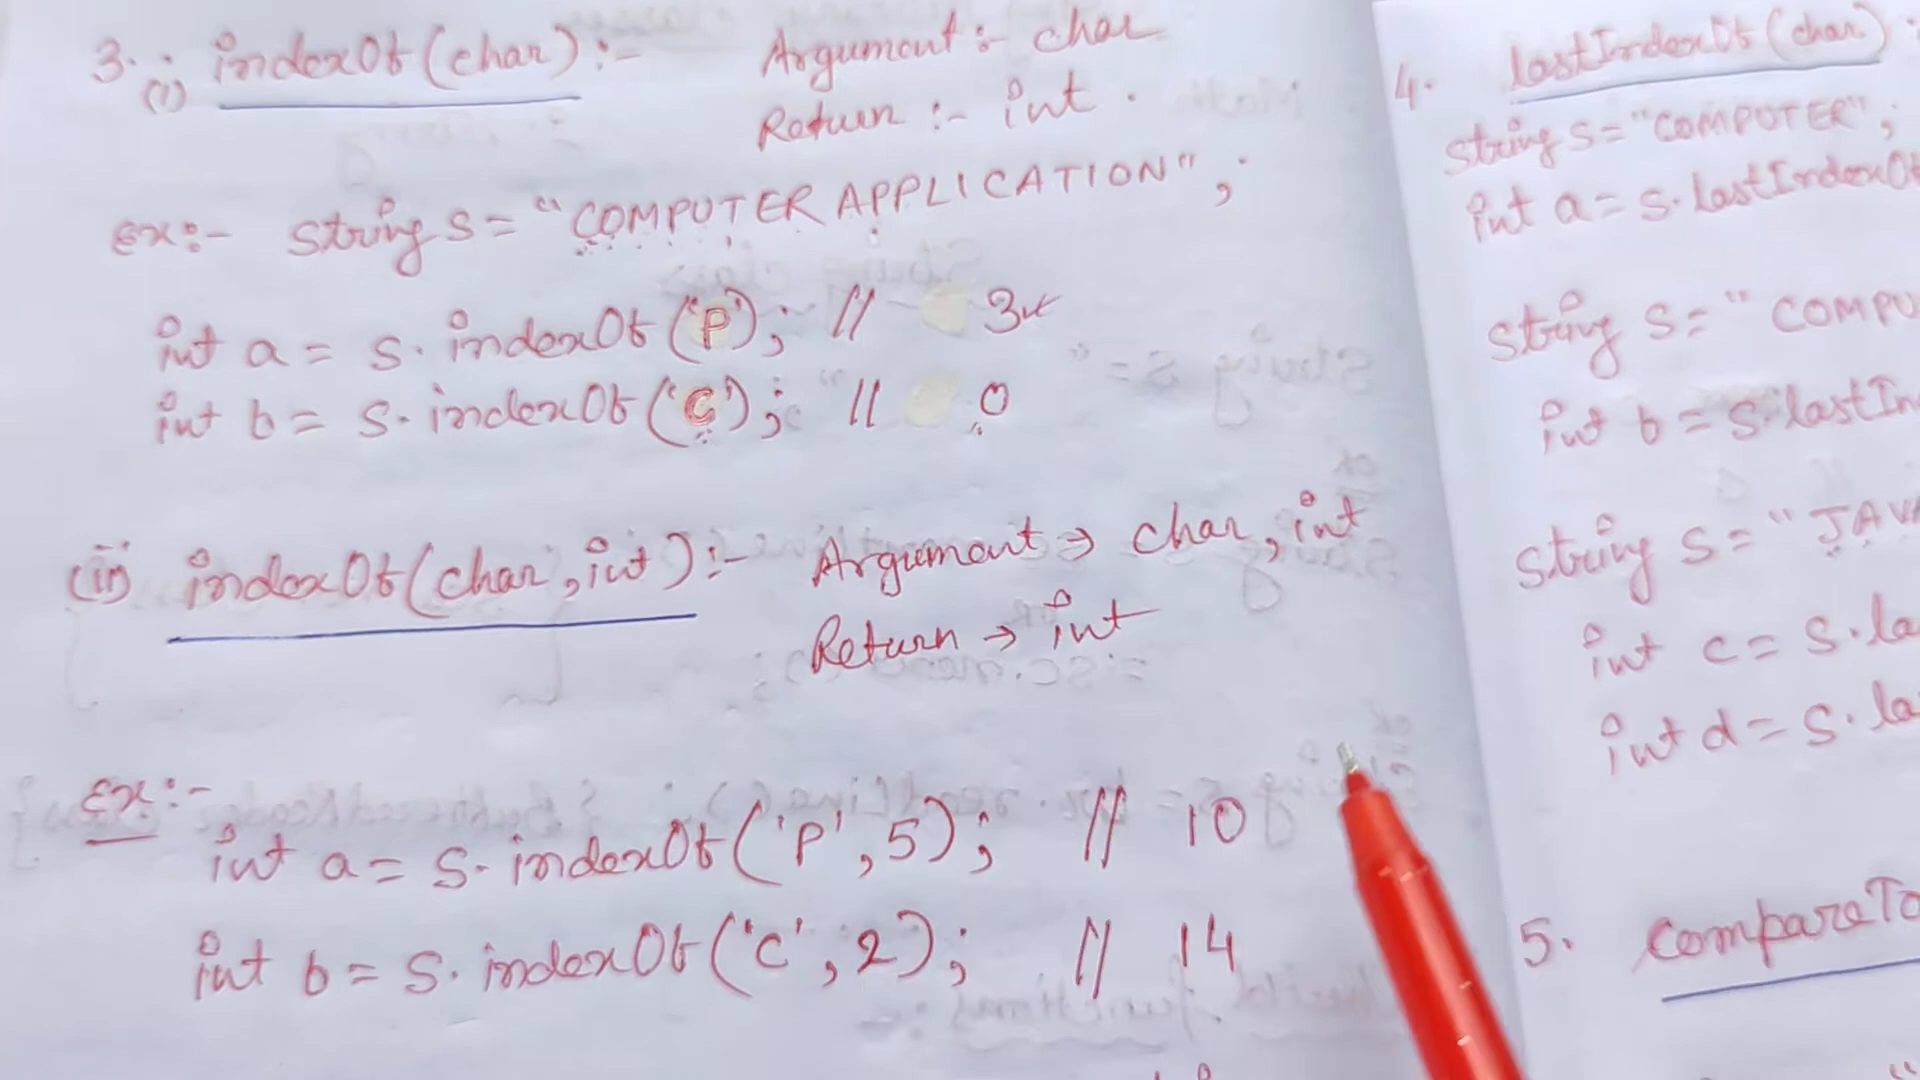 3. (i) indexOf(char) :- Argument :- char
Return :- int.
Ex :- String s = "COMPUTER APPLICATION";
int a = s.indexOf('P'); // 3
int b = s.indexOf('C'); // 0
(ii) indexOf(char, int) :- Argument → char, int
Return → int
Ex :-
int a = s.indexOf('P', 5); // 10
int b = s.indexOf('C', 2); // 14
4. lastIndexOf(char) :
String s = "COMPUTER";
int a = s.lastIndexOf
String s = "COMPU
int b = s.lastIn
String s = "JAVA
int c = s.la
int d = s.la
5. compareTo